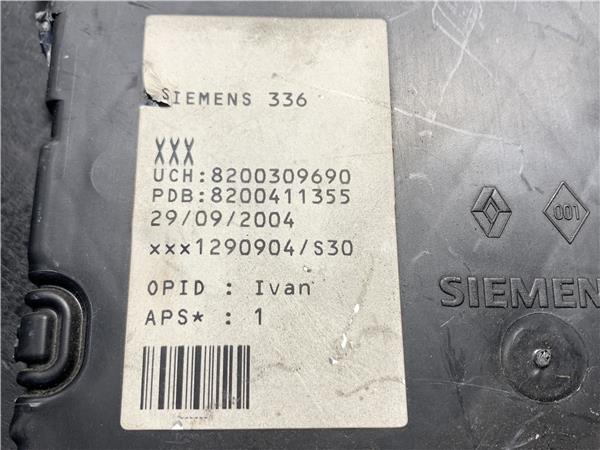 SIEMENS 336
XXX
UCH:8200309690
PDB:8200411355
29/09/2004
xxx1290904/S30
OPID : Ivan
APS* : 1
001
SIEMEN